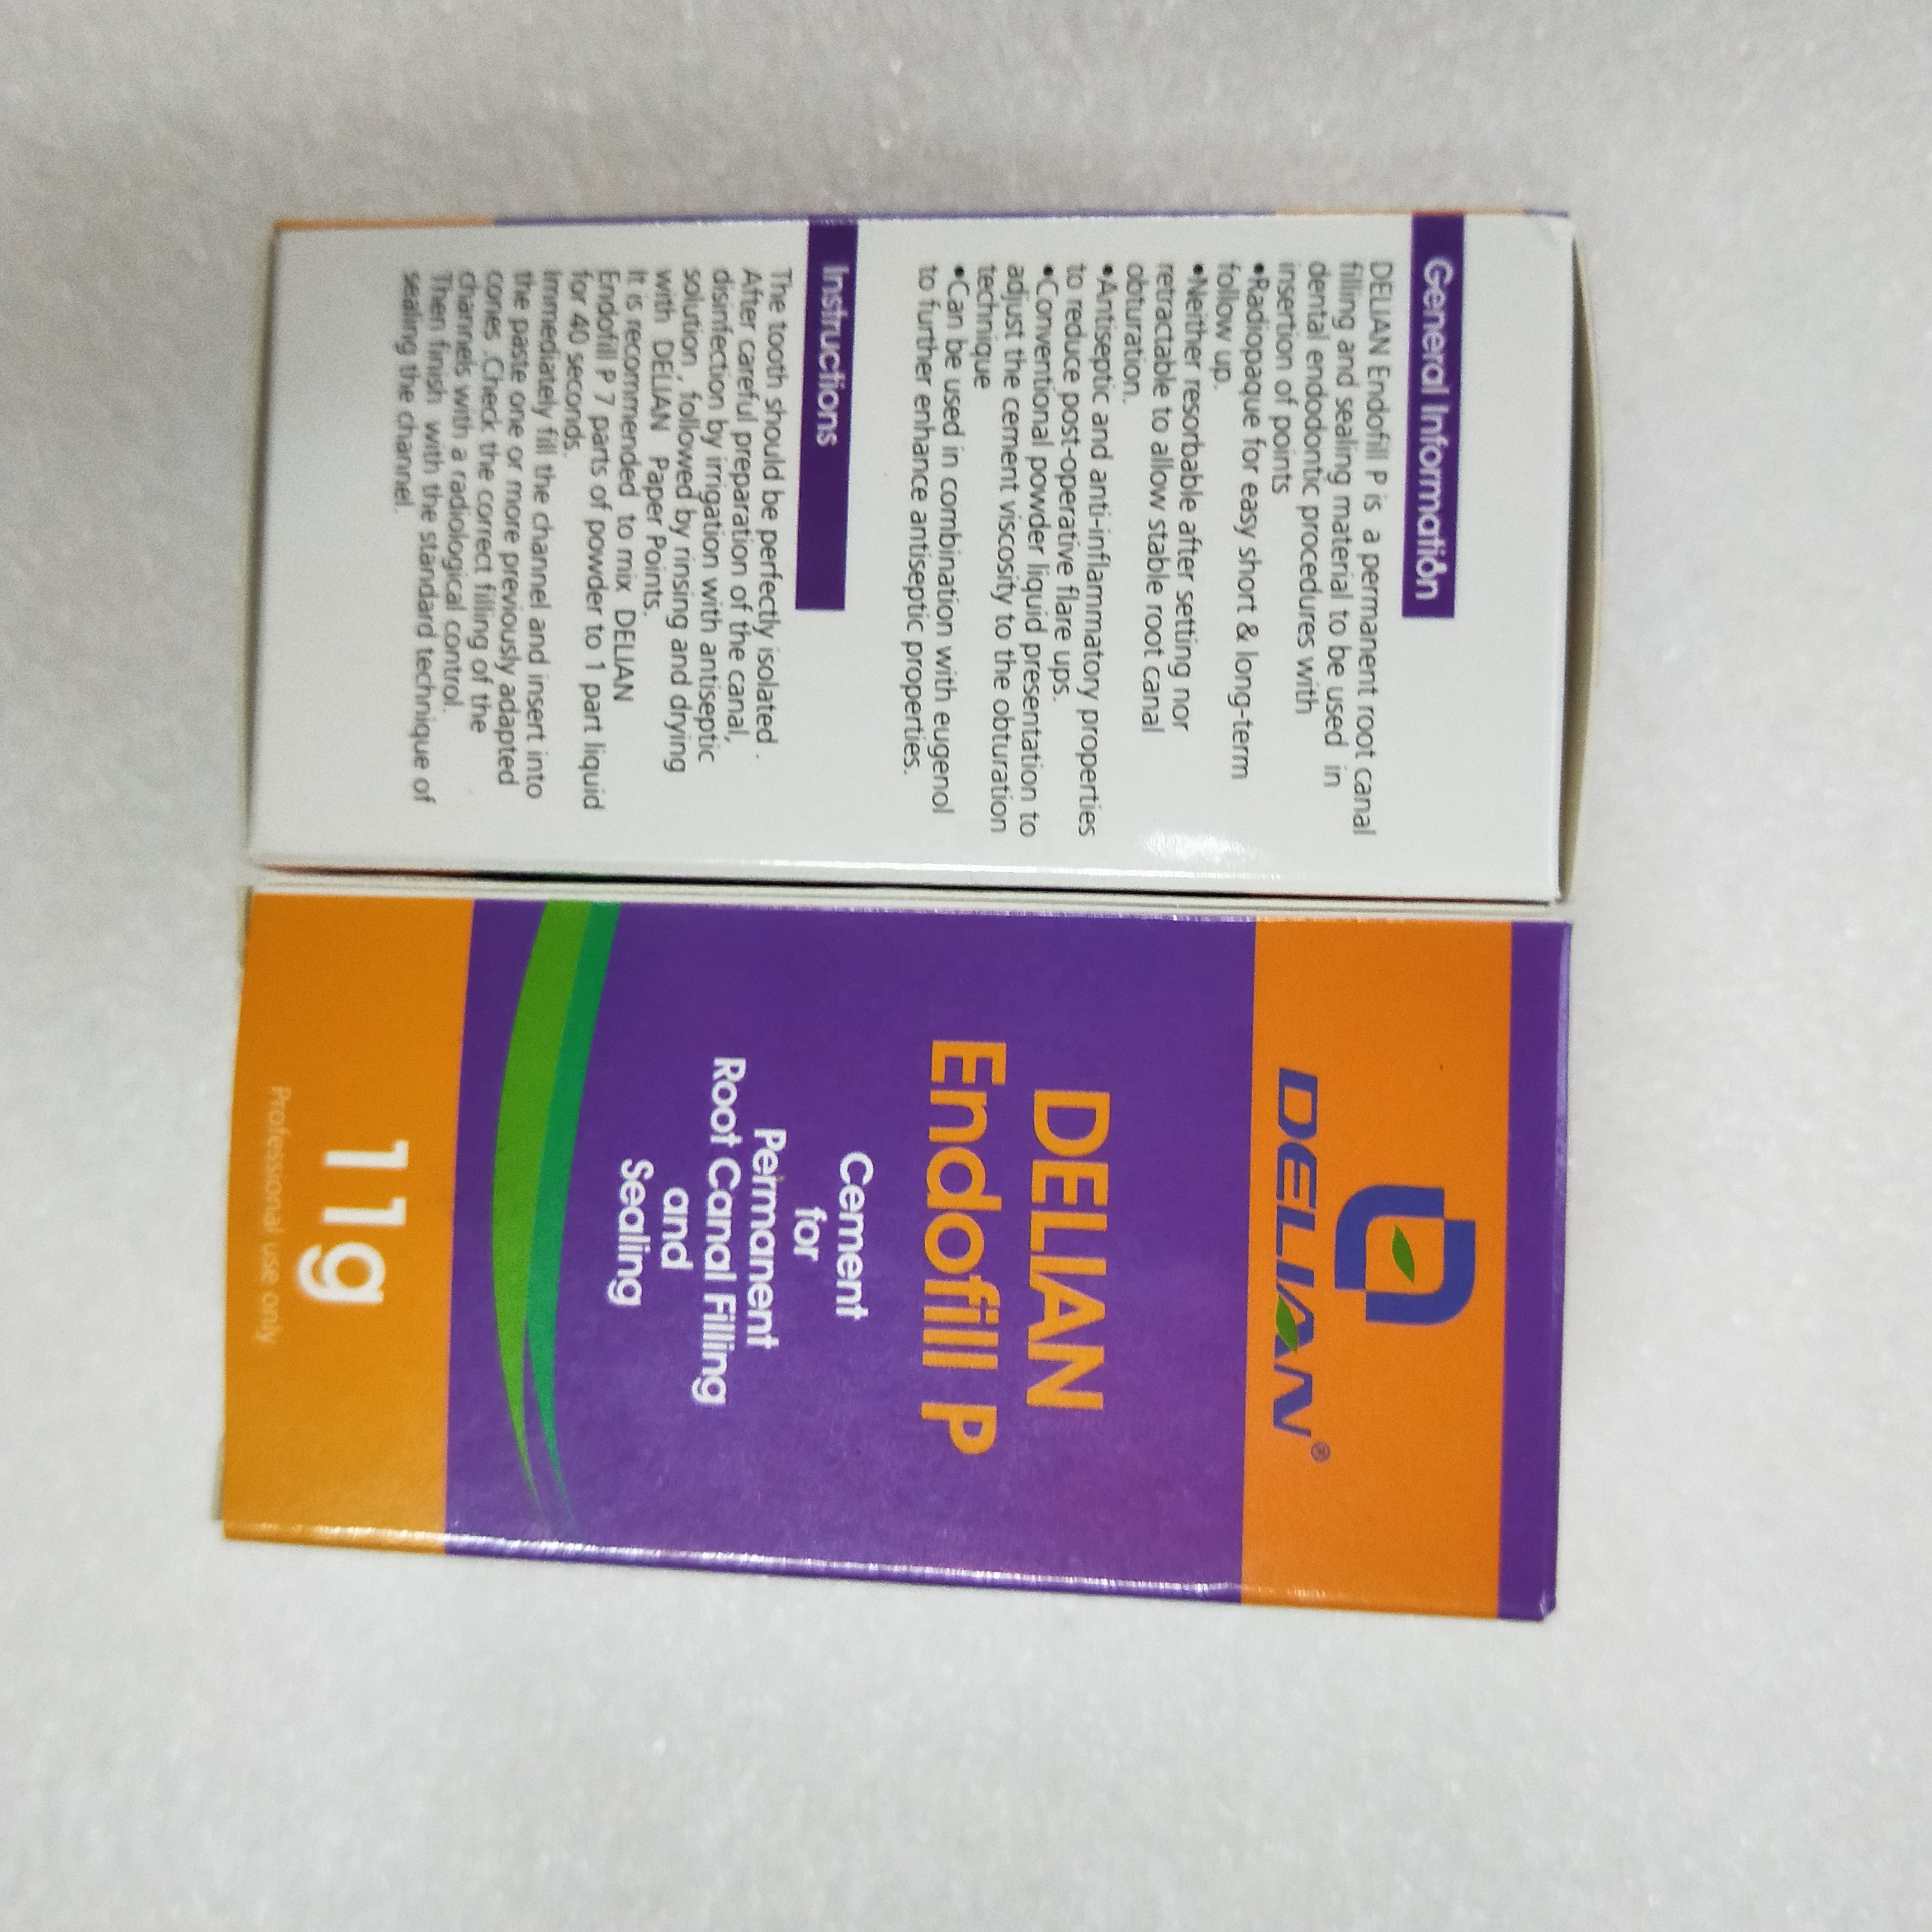 General Information
DELIAN Endofill P is a permanent root canal
filling and sealing material to be used in
dental endodontic procedures with
insertion of points
•Radiopaque for easy short & long-term
follow up.
•Neither resorbable after setting nor
retractable to allow stable root canal
obturation.
•Antiseptic and anti-inflammatory properties
to reduce post-operative flare ups.
•Conventional powder liquid presentation to
adjust the cement viscosity to the obturation
technique
•Can be used in combination with eugenol
to further enhance antiseptic properties.
Instructions
The tooth should be perfectly isolated .
After careful preparation of the canal,
disinfection by irrigation with antiseptic
solution , followed by rinsing and drying
with DELIAN Paper Points.
It is recommended to mix DELIAN
Endofill P 7 parts of powder to 1 part liquid
for 40 seconds.
Immediately fill the channel and insert into
the paste one or more previously adapted
cones .Check the correct filling of the
channels with a radiological control.
Then finish with the standard technique of
sealing the channel.
DELIAN®
DELIAN
Endofill P
Cement
for
Permanent
Root Canal Filling
and
Sealing
11g
Professional use only